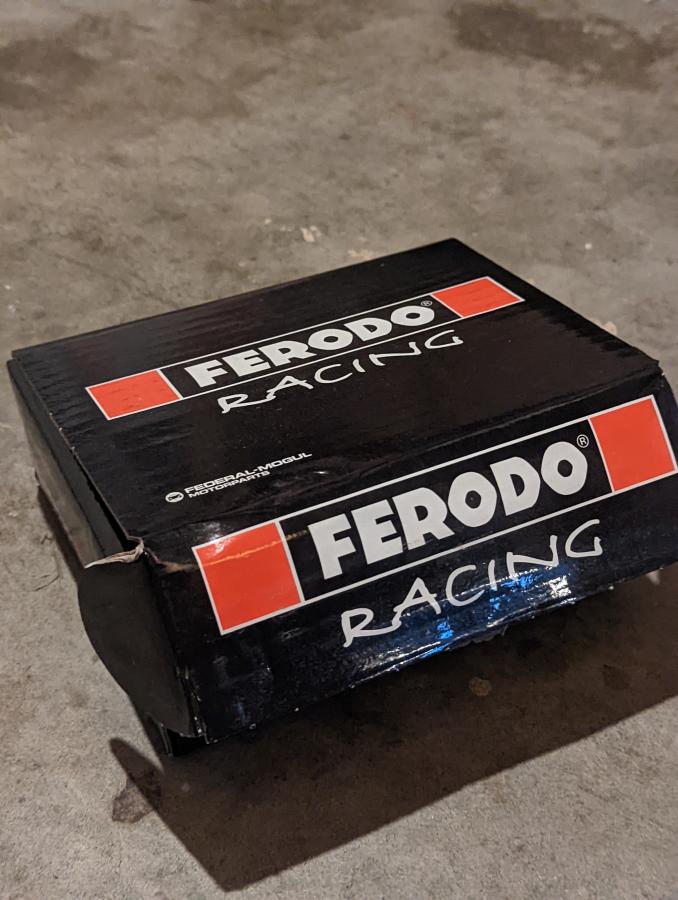 FERODO®
RACING
FEDERAL-MOGUL
MOTORPARTS
FERODO®
RACING